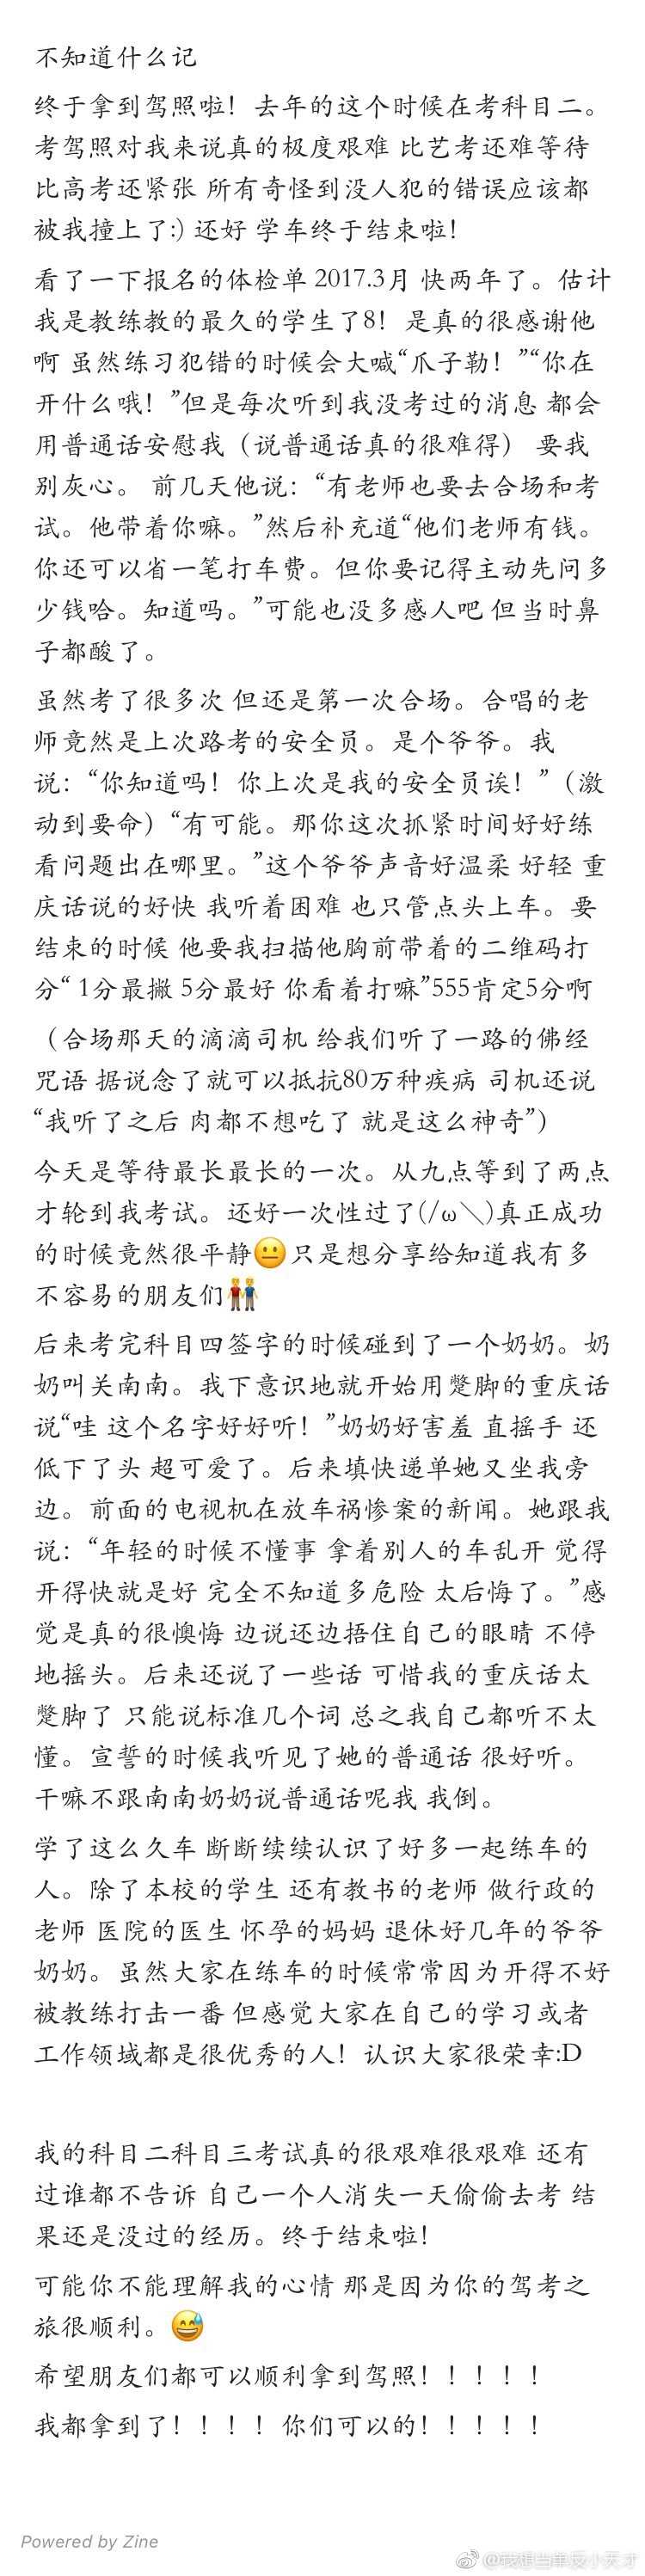 不知道什么记
终于拿到驾照啦！去年的这个时候在考科目二。
考驾照对我来说真的极度艰难 比艺考还难等待
比高考还紧张 所有奇怪到没人犯的错误应该都
被我撞上了:) 还好 学车终于结束啦！
看了一下报名的体检单 2017.3月 快两年了。估计
我是教练教的最久的学生了8！是真的很感谢他
啊 虽然练习犯错的时候会大喊“爪子勒！”“你在
开什么哦！”但是每次听到我没考过的消息 都会
用普通话安慰我（说普通话真的很难得） 要我
别灰心。 前几天他说：“有老师也要去合场和考
试。他带着你嘛。”然后补充道“他们老师有钱。
你还可以省一笔打车费。但你要记得主动先问多
少钱哈。知道吗。”可能也没多感人吧 但当时鼻
子都酸了。
虽然考了很多次 但还是第一次合场。合唱的老
师竟然是上次路考的安全员。是个爷爷。我
说：“你知道吗！你上次是我的安全员诶！”（激
动到要命）“有可能。那你这次抓紧时间好好练
看问题出在哪里。”这个爷爷声音好温柔 好轻 重
庆话说的好快 我听着困难 也只管点头上车。要
结束的时候 他要我扫描他胸前带着的二维码打
分“ 1分最撇 5分最好 你看着打嘛”555肯定5分啊
（合场那天的滴滴司机 给我们听了一路的佛经
咒语 据说念了就可以抵抗80万种疾病 司机还说
“我听了之后 肉都不想吃了 就是这么神奇”）
今天是等待最长最长的一次。从九点等到了两点
才轮到我考试。还好一次性过了(/ω＼)真正成功
的时候竟然很平静😐只是想分享给知道我有多
不容易的朋友们👬
后来考完科目四签字的时候碰到了一个奶奶。奶
奶叫关南南。我下意识地就开始用蹩脚的重庆话
说“哇 这个名字好好听！”奶奶好害羞 直摇手 还
低下了头 超可爱了。后来填快递单她又坐我旁
边。前面的电视机在放车祸惨案的新闻。她跟我
说：“年轻的时候不懂事 拿着别人的车乱开 觉得
开得快就是好 完全不知道多危险 太后悔了。”感
觉是真的很懊悔 边说还边捂住自己的眼睛 不停
地摇头。后来还说了一些话 可惜我的重庆话太
蹩脚了 只能说标准几个词 总之我自己都听不太
懂。宣誓的时候我听见了她的普通话 很好听。
干嘛不跟南南奶奶说普通话呢我 我倒。
学了这么久车 断断续续认识了好多一起练车的
人。除了本校的学生 还有教书的老师 做行政的
老师 医院的医生 怀孕的妈妈 退休好几年的爷爷
奶奶。虽然大家在练车的时候常常因为开得不好
被教练打击一番 但感觉大家在自己的学习或者
工作领域都是很优秀的人！认识大家很荣幸:D
我的科目二科目三考试真的很艰难很艰难 还有
过谁都不告诉 自己一个人消失一天偷偷去考 结
果还是没过的经历。终于结束啦！
可能你不能理解我的心情 那是因为你的驾考之
旅很顺利。😅
希望朋友们都可以顺利拿到驾照！！！！！
我都拿到了！！！！你们可以的！！！！！
Powered by Zine
@我想当单反小天才